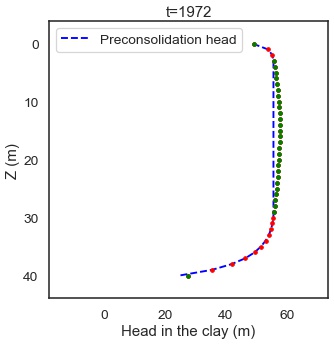 t=1972
Preconsolidation head
0
10
20
30
40
Z (m)
0 20 40 60
Head in the clay (m)